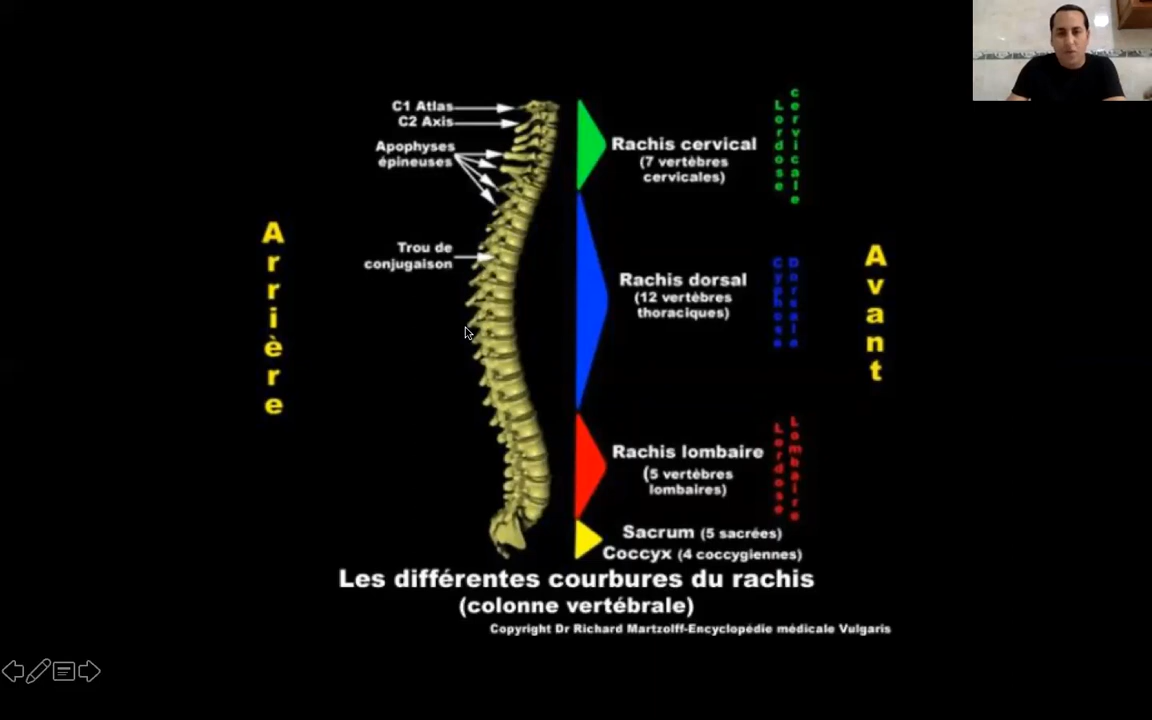 C1 Atlas
C2 Axis
Apophyses
épineuses
Trou de
conjugaison
Arrière
Rachis cervical
(7 vertèbres
cervicales)
Lordose
cervicale
Rachis dorsal
(12 vertèbres
thoraciques)
Cyphose
Dorsale
Avant
Rachis lombaire
(5 vertèbres
lombaires)
Lordose
Lombaire
Sacrum (5 sacrées)
Coccyx (4 coccygiennes)
Les différentes courbures du rachis
(colonne vertébrale)
Copyright Dr Richard Martzolff-Encyclopédie médicale Vulgaris